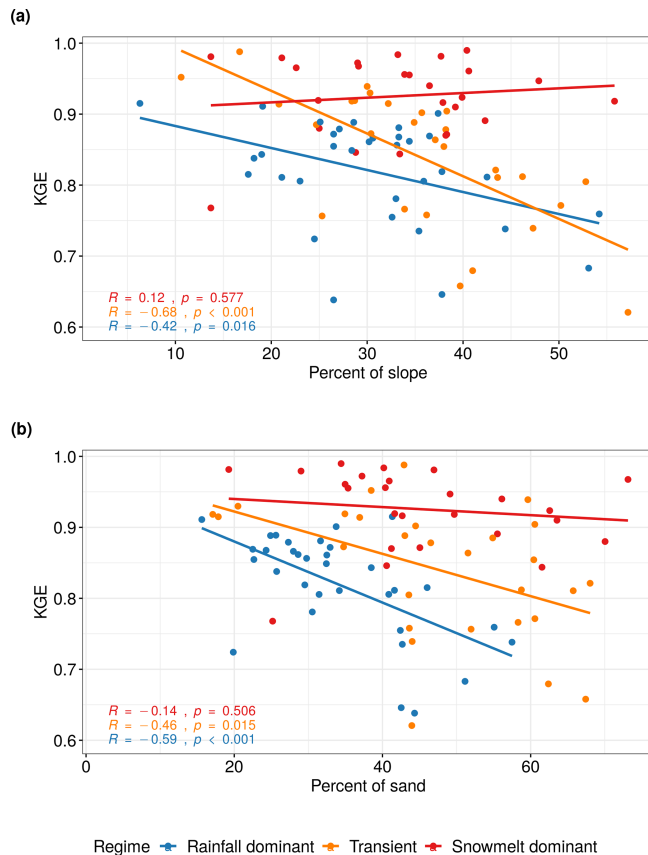 (a)
1.0
0.9
0.8
0.7
0.6
KGE
R = 0.12 , p = 0.577
R = −0.68 , p < 0.001
R = −0.42 , p = 0.016
10 20 30 40 50
Percent of slope
(b)
1.0
0.9
0.8
0.7
0.6
KGE
R = −0.14 , p = 0.506
R = −0.46 , p = 0.015
R = −0.59 , p < 0.001
0 20 40 60
Percent of sand
Regime a Rainfall dominant a Transient a Snowmelt dominant